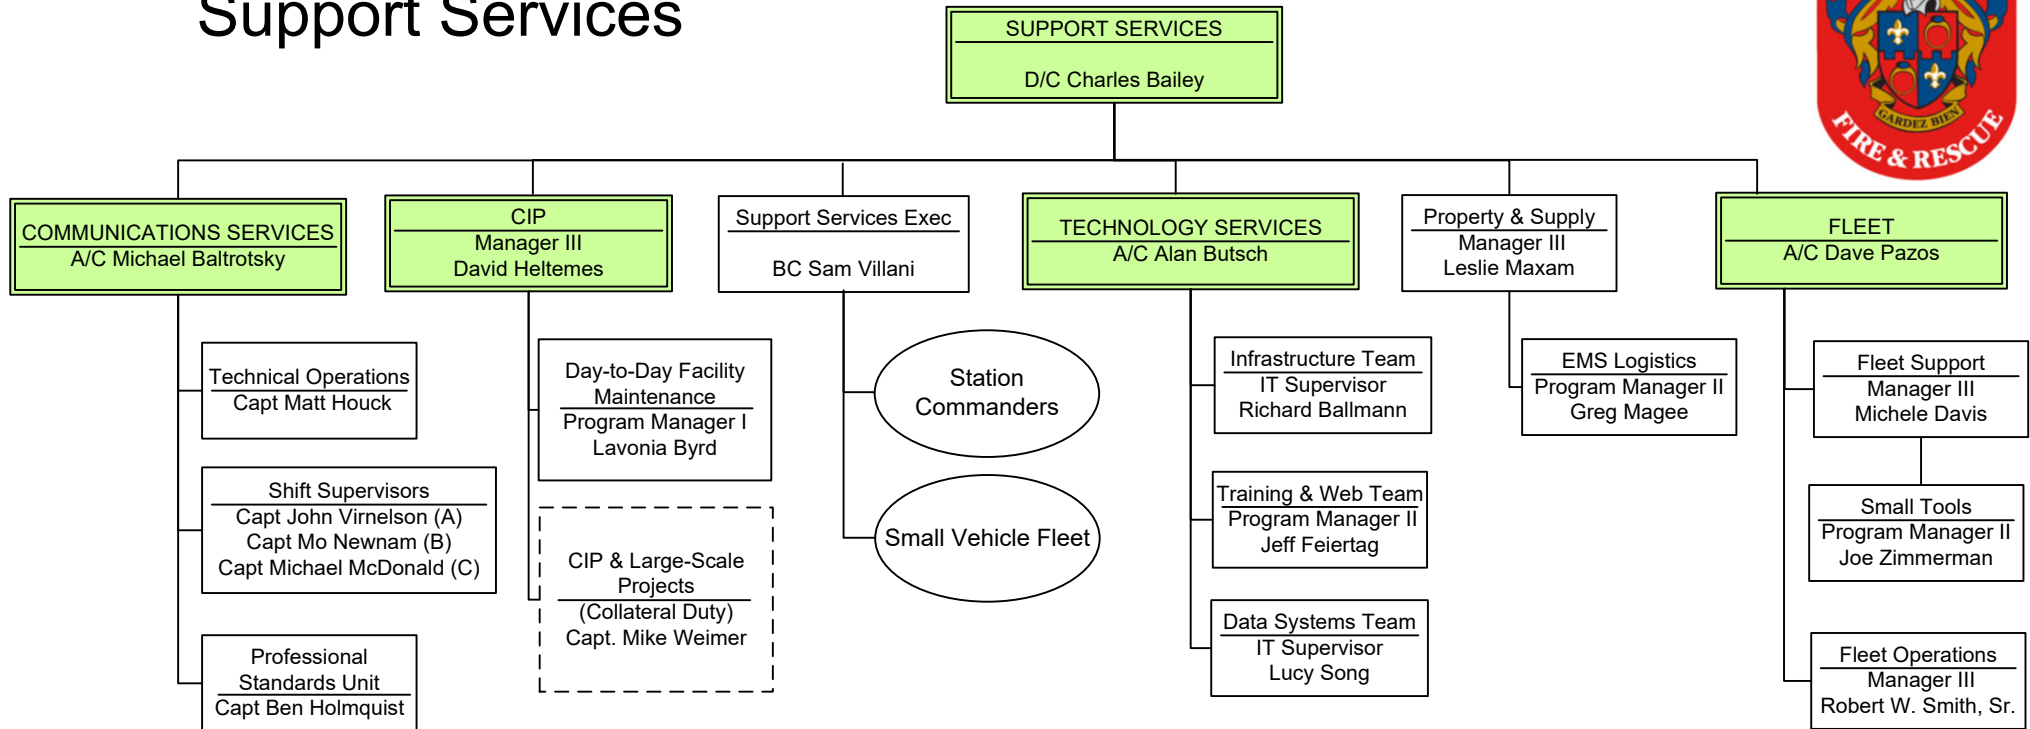 Support Services
SUPPORT SERVICES
D/C Charles Bailey
GARDEZ BIEN
FIRE & RESCUE
COMMUNICATIONS SERVICES
A/C Michael Baltrotsky
CIP
Manager III
David Heltemes
Support Services Exec
BC Sam Villani
TECHNOLOGY SERVICES
A/C Alan Butsch
Property & Supply
Manager III
Leslie Maxam
FLEET
A/C Dave Pazos
Technical Operations
Capt Matt Houck
Shift Supervisors
Capt John Virnelson (A)
Capt Mo Newnam (B)
Capt Michael McDonald (C)
Professional
Standards Unit
Capt Ben Holmquist
Day-to-Day Facility
Maintenance
Program Manager I
Lavonia Byrd
CIP & Large-Scale
Projects
(Collateral Duty)
Capt. Mike Weimer
Station
Commanders
Small Vehicle Fleet
Infrastructure Team
IT Supervisor
Richard Ballmann
Training & Web Team
Program Manager II
Jeff Feiertag
Data Systems Team
IT Supervisor
Lucy Song
EMS Logistics
Program Manager II
Greg Magee
Fleet Support
Manager III
Michele Davis
Small Tools
Program Manager II
Joe Zimmerman
Fleet Operations
Manager III
Robert W. Smith, Sr.